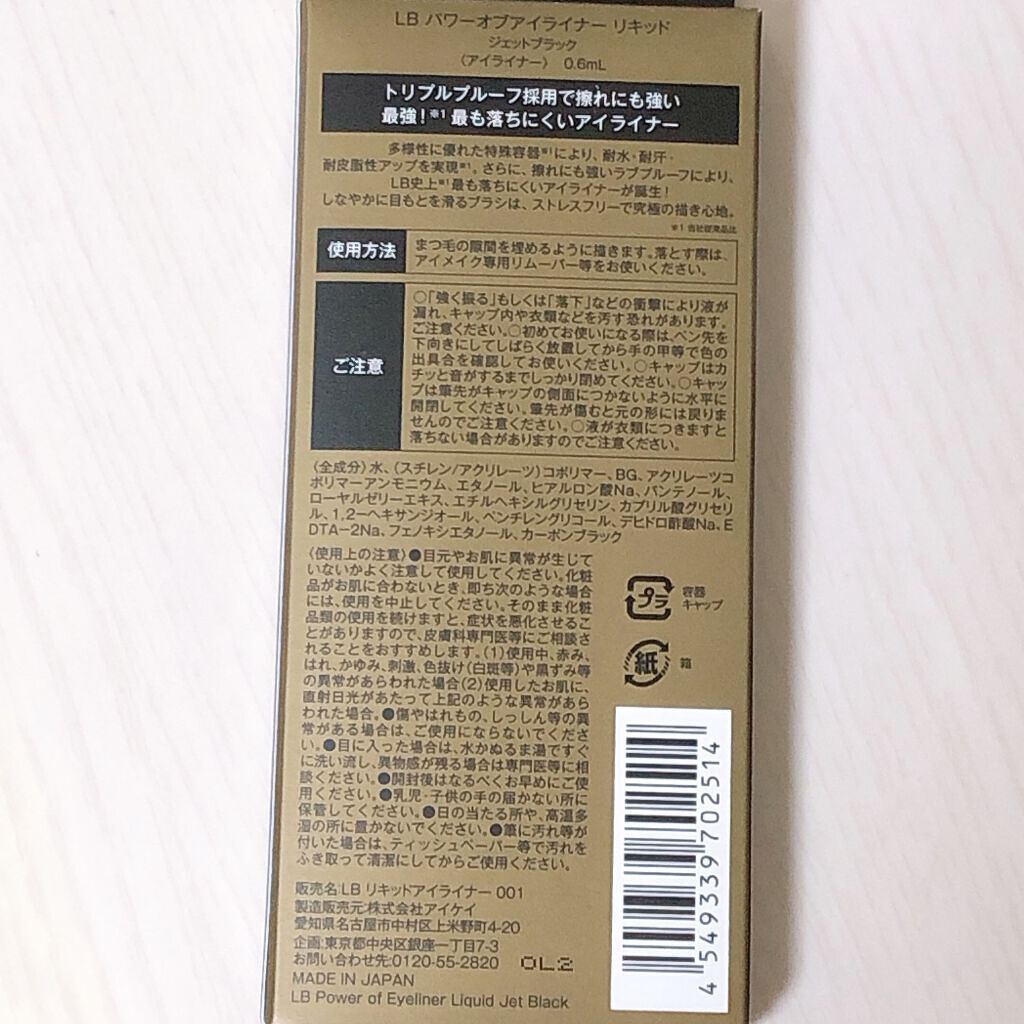 LB パワーオブアイライナー リキッド
ジェットブラック
〈アイライナー〉 0.6mL
トリプルプルーフ採用で擦れにも強い
最強!※1 最も落ちにくいアイライナー
多様性に優れた特殊容器※1により、耐水・耐汗・
耐皮脂性アップを実現※1。さらに、擦れにも強いラブプルーフにより、
LB史上※1最も落ちにくいアイライナーが誕生!
しなやかに目もとを滑るブラシは、ストレスフリーで究極の描き心地。
※1 当社従来品比
使用方法
まつ毛の隙間を埋めるように描きます。落とす際は、
アイメイク専用リムーバー等をお使いください。
ご注意
○「強く振る」もしくは「落下」などの衝撃により液が
漏れ、キャップ内や衣類などを汚す恐れがあります。
ご注意ください。○初めてお使いになる際は、ペン先を
下向きにしてしばらく放置してから手の甲等で色の
出具合を確認してお使いください。○キャップはカ
チッと音がするまでしっかり閉めてください。○キャッ
プは筆先がキャップの側面につかないように水平に
開閉してください。筆先が傷むと元の形には戻りま
せんのでご注意ください。○液が衣類につきますと
落ちない場合がありますのでご注意ください。
〈全成分〉水、(スチレン/アクリレーツ)コポリマー、BG、アクリレーツコ
ポリマーアンモニウム、エタノール、ヒアルロン酸Na、パンテノール、
ローヤルゼリーエキス、エチルヘキシルグリセリン、カプリル酸グリセリ
ル、1,2-ヘキサンジオール、ペンチレングリコール、デヒドロ酢酸Na、E
DTA-2Na、フェノキシエタノール、カーボンブラック
〈使用上の注意〉●目元やお肌に異常が生じて
いないかよく注意して使用してください。化粧
品がお肌に合わないとき、即ち次のような場合
には、使用を中止してください。そのまま化粧
品類の使用を続けますと、症状を悪化させるこ
とがありますので、皮膚科専門医等にご相談さ
れることをおすすめします。(1)使用中、赤み、
はれ、かゆみ、刺激、色抜け(白斑等)や黒ずみ等
の異常があらわれた場合(2)使用したお肌に、
直射日光があたって上記のような異常があら
われた場合。●傷やはれもの、しっしん等の異
常がある場合は、ご使用にならないでくださ
い。●目に入った場合は、水かぬるま湯ですぐ
に洗い流し、異物感が残る場合は専門医等に相
談ください。●開封後はなるべくお早めにご使
用ください。●乳児・子供の手の届かない所に
保管してください。●日の当たる所や、高温多
湿の所に置かないでください。●筆に汚れ等が
付いた場合は、ティッシュペーパー等で汚れを
ふき取って清潔にしてからご使用ください。
プラ
容器
キャップ
紙
箱
4 549339 702514
販売名:LB リキッドアイライナー 001
製造販売元:株式会社アイケイ
愛知県名古屋市中村区上米野町4-20
企画:東京都中央区銀座一丁目7-3
お問い合わせ先:0120-55-2820 OL2
MADE IN JAPAN
LB Power of Eyeliner Liquid Jet Black